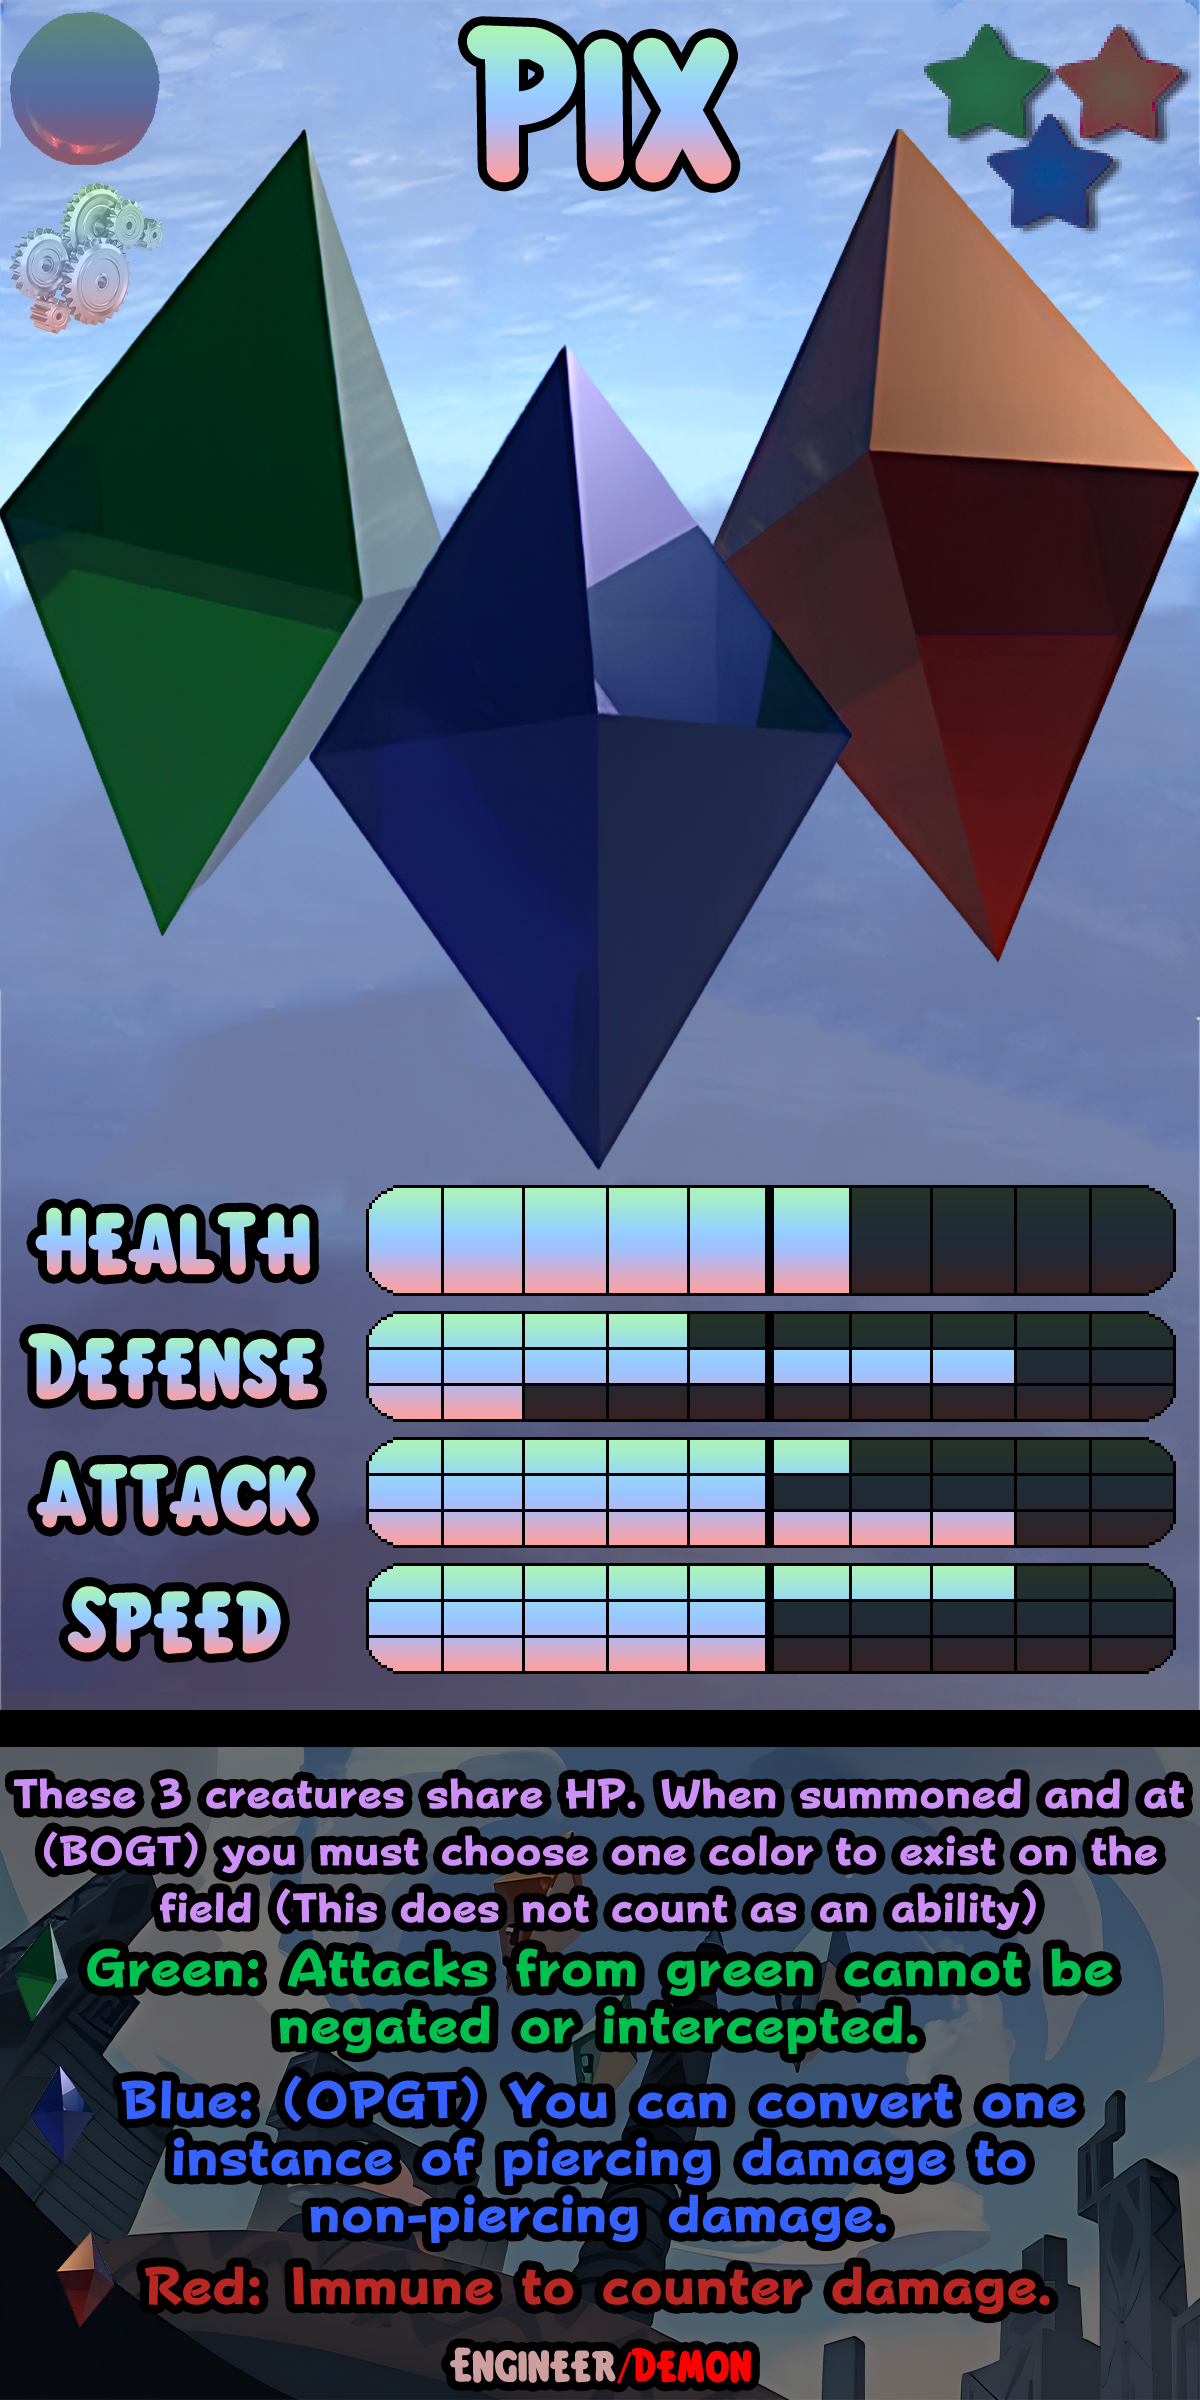 PIX
HEALTH
DEFENSE
ATTACK
SPEED
These 3 creatures share HP. When summoned and at
(BOGT) you must choose one color to exist on the
field (This does not count as an ability)
Green: Attacks from green cannot be
negated or intercepted.
Blue: (OPGT) You can convert one
instance of piercing damage to
non-piercing damage.
Red: Immune to counter damage.
ENGINEER/DEMON